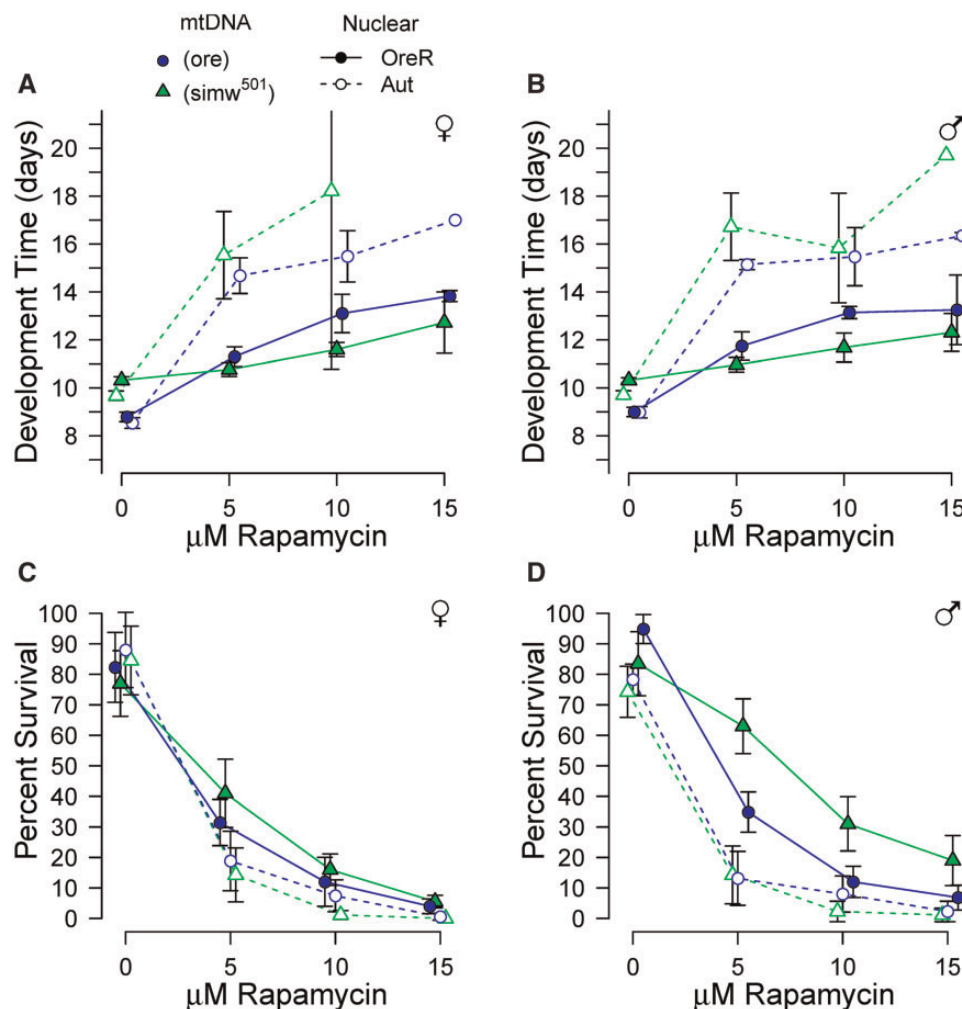 mtDNA Nuclear
(ore) OreR
(simw501) Aut
A
♀
Development Time (days)
20
18
16
14
12
10
8
0 5 10 15
μM Rapamycin
B
♂
Development Time (days)
20
18
16
14
12
10
8
0 5 10 15
μM Rapamycin
C
♀
Percent Survival
100
90
80
70
60
50
40
30
20
10
0
0 5 10 15
μM Rapamycin
D
♂
Percent Survival
100
90
80
70
60
50
40
30
20
10
0
0 5 10 15
μM Rapamycin